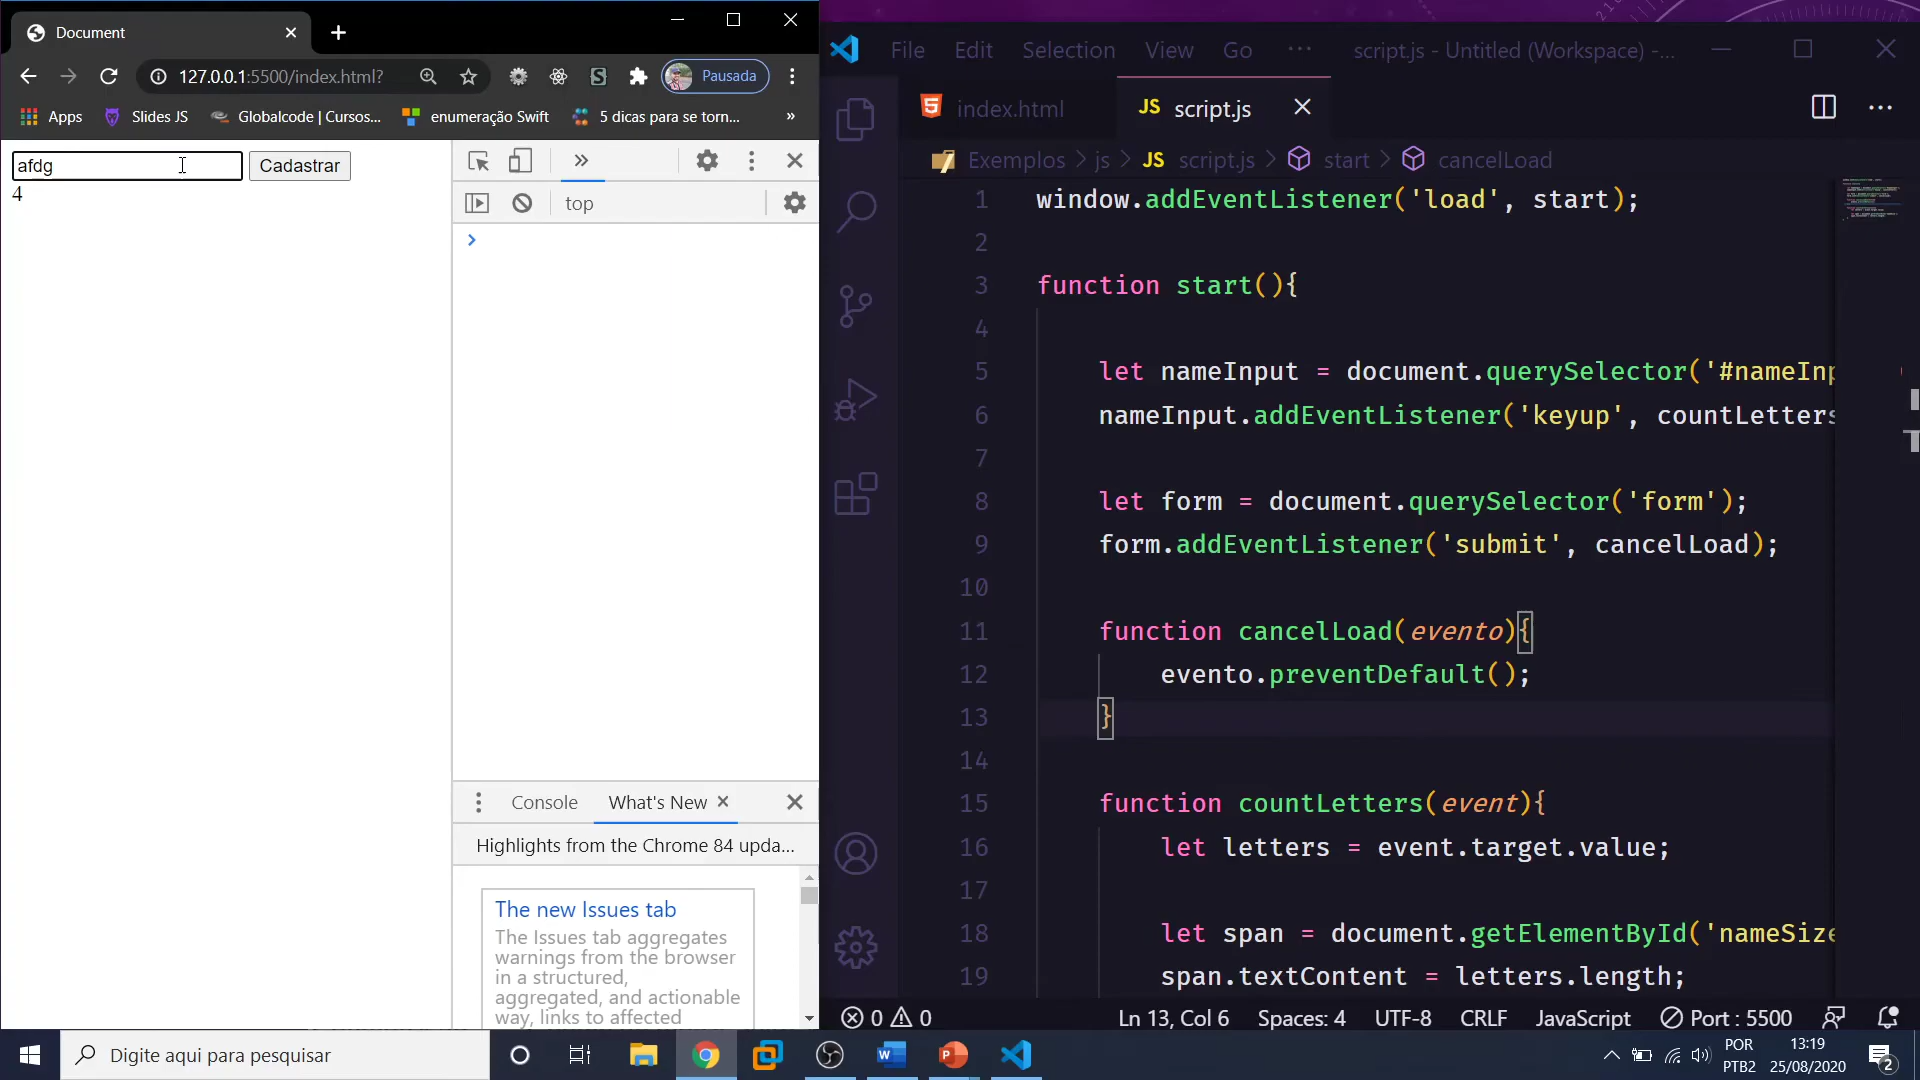 Document
127.0.0.1:5500/index.html?
Pausada
Apps
Slides JS
Globalcode | Cursos...
enumeração Swift
5 dicas para se torn...
»
afdg
Cadastrar
4
»
top
Console
What's New
Highlights from the Chrome 84 upda...
The new Issues tab
The Issues tab aggregates
warnings from the browser
in a structured,
aggregated, and actionable
way, links to affected
File Edit Selection View Go ···
script.js - Untitled (Workspace) -...
index.html
JS script.js
Exemplos > js > JS script.js > start > cancelLoad
1 window.addEventListener('load', start);
2
3 function start(){
4
5 let nameInput = document.querySelector('#nameInp
6 nameInput.addEventListener('keyup', countLetters
7
8 let form = document.querySelector('form');
9 form.addEventListener('submit', cancelLoad);
10
11 function cancelLoad(evento){
12 evento.preventDefault();
13 }
14
15 function countLetters(event){
16 let letters = event.target.value;
17
18 let span = document.getElementById('nameSize
19 span.textContent = letters.length;
0 0
Ln 13, Col 6
Spaces: 4
UTF-8
CRLF
JavaScript
Port : 5500
Digite aqui para pesquisar
POR
PTB2
13:19
25/08/2020
2